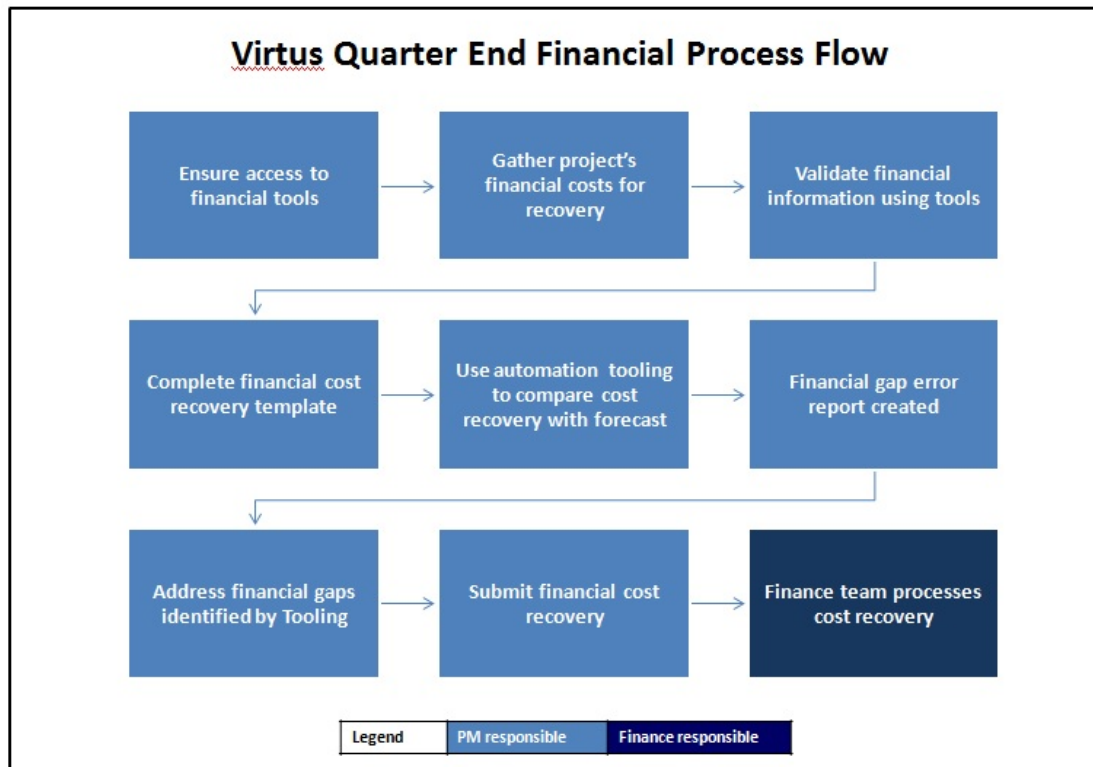 Virtus Quarter End Financial Process Flow
Ensure access to
financial tools
Gather project's
financial costs for
recovery
Validate financial
information using tools
Complete financial cost
recovery template
Use automation tooling
to compare cost
recovery with forecast
Financial gap error
report created
Address financial gaps
identified by Tooling
Submit financial cost
recovery
Finance team processes
cost recovery
Legend
PM responsible
Finance responsible